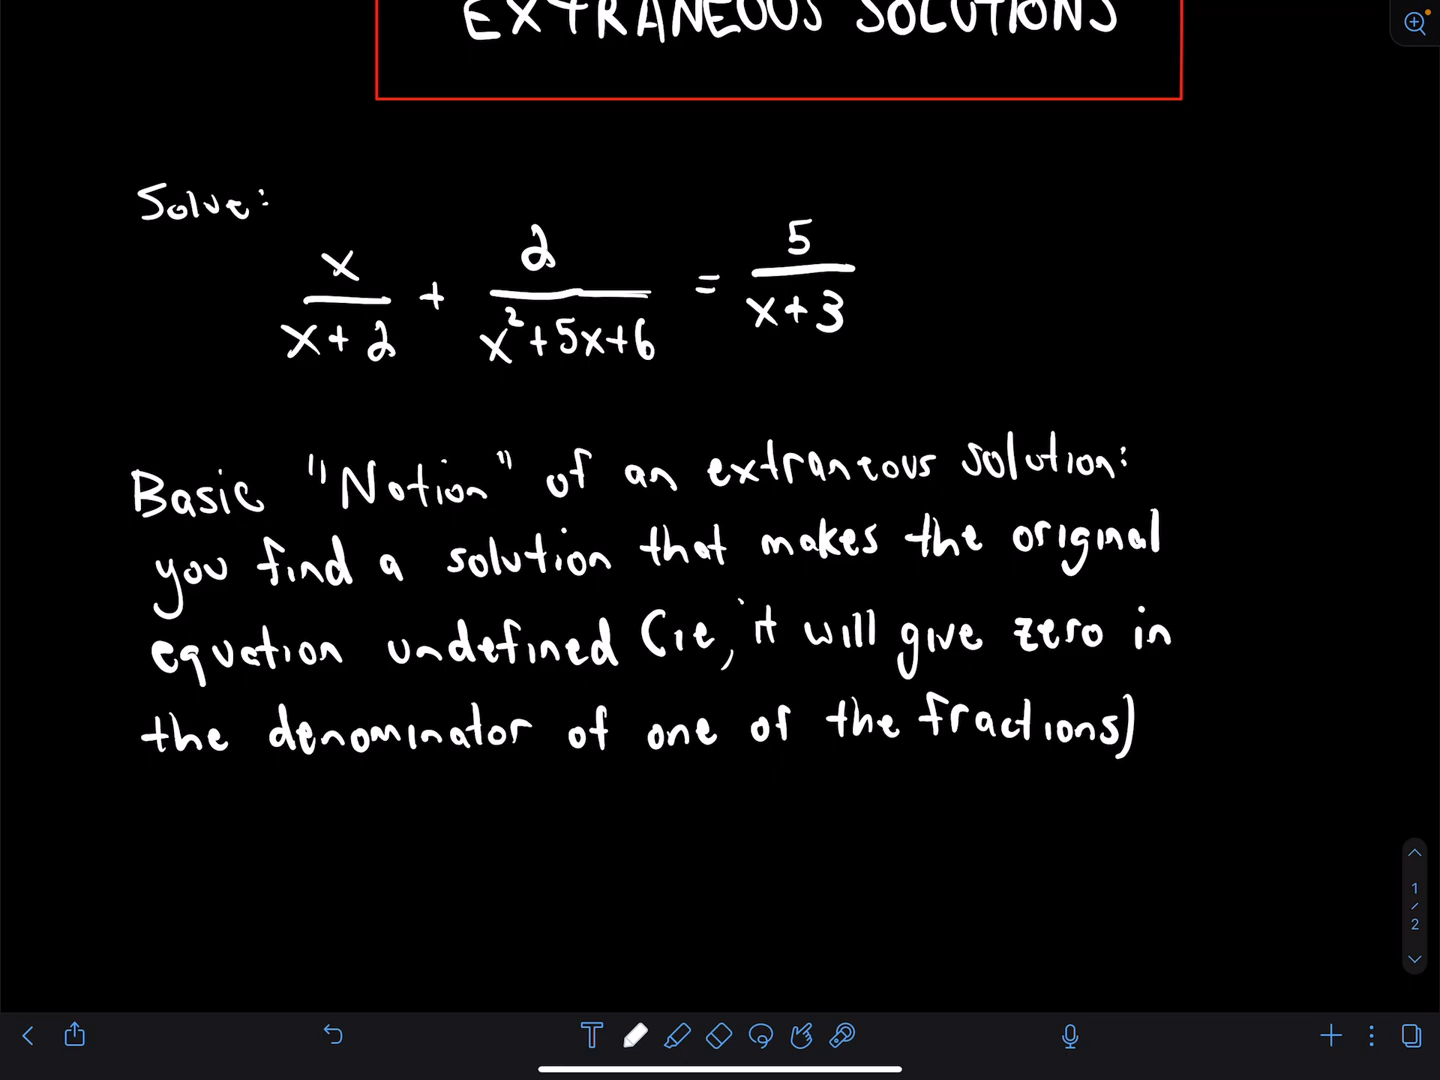 EXTRANEOUS SOLUTIONS
Solve:
x/(x+2) + 2/(x²+5x+6) = 5/(x+3)
Basic "Notion" of an extraneous solution:
you find a solution that makes the original
equation undefined (ie, it will give zero in
the denominator of one of the fractions)
1
/
2